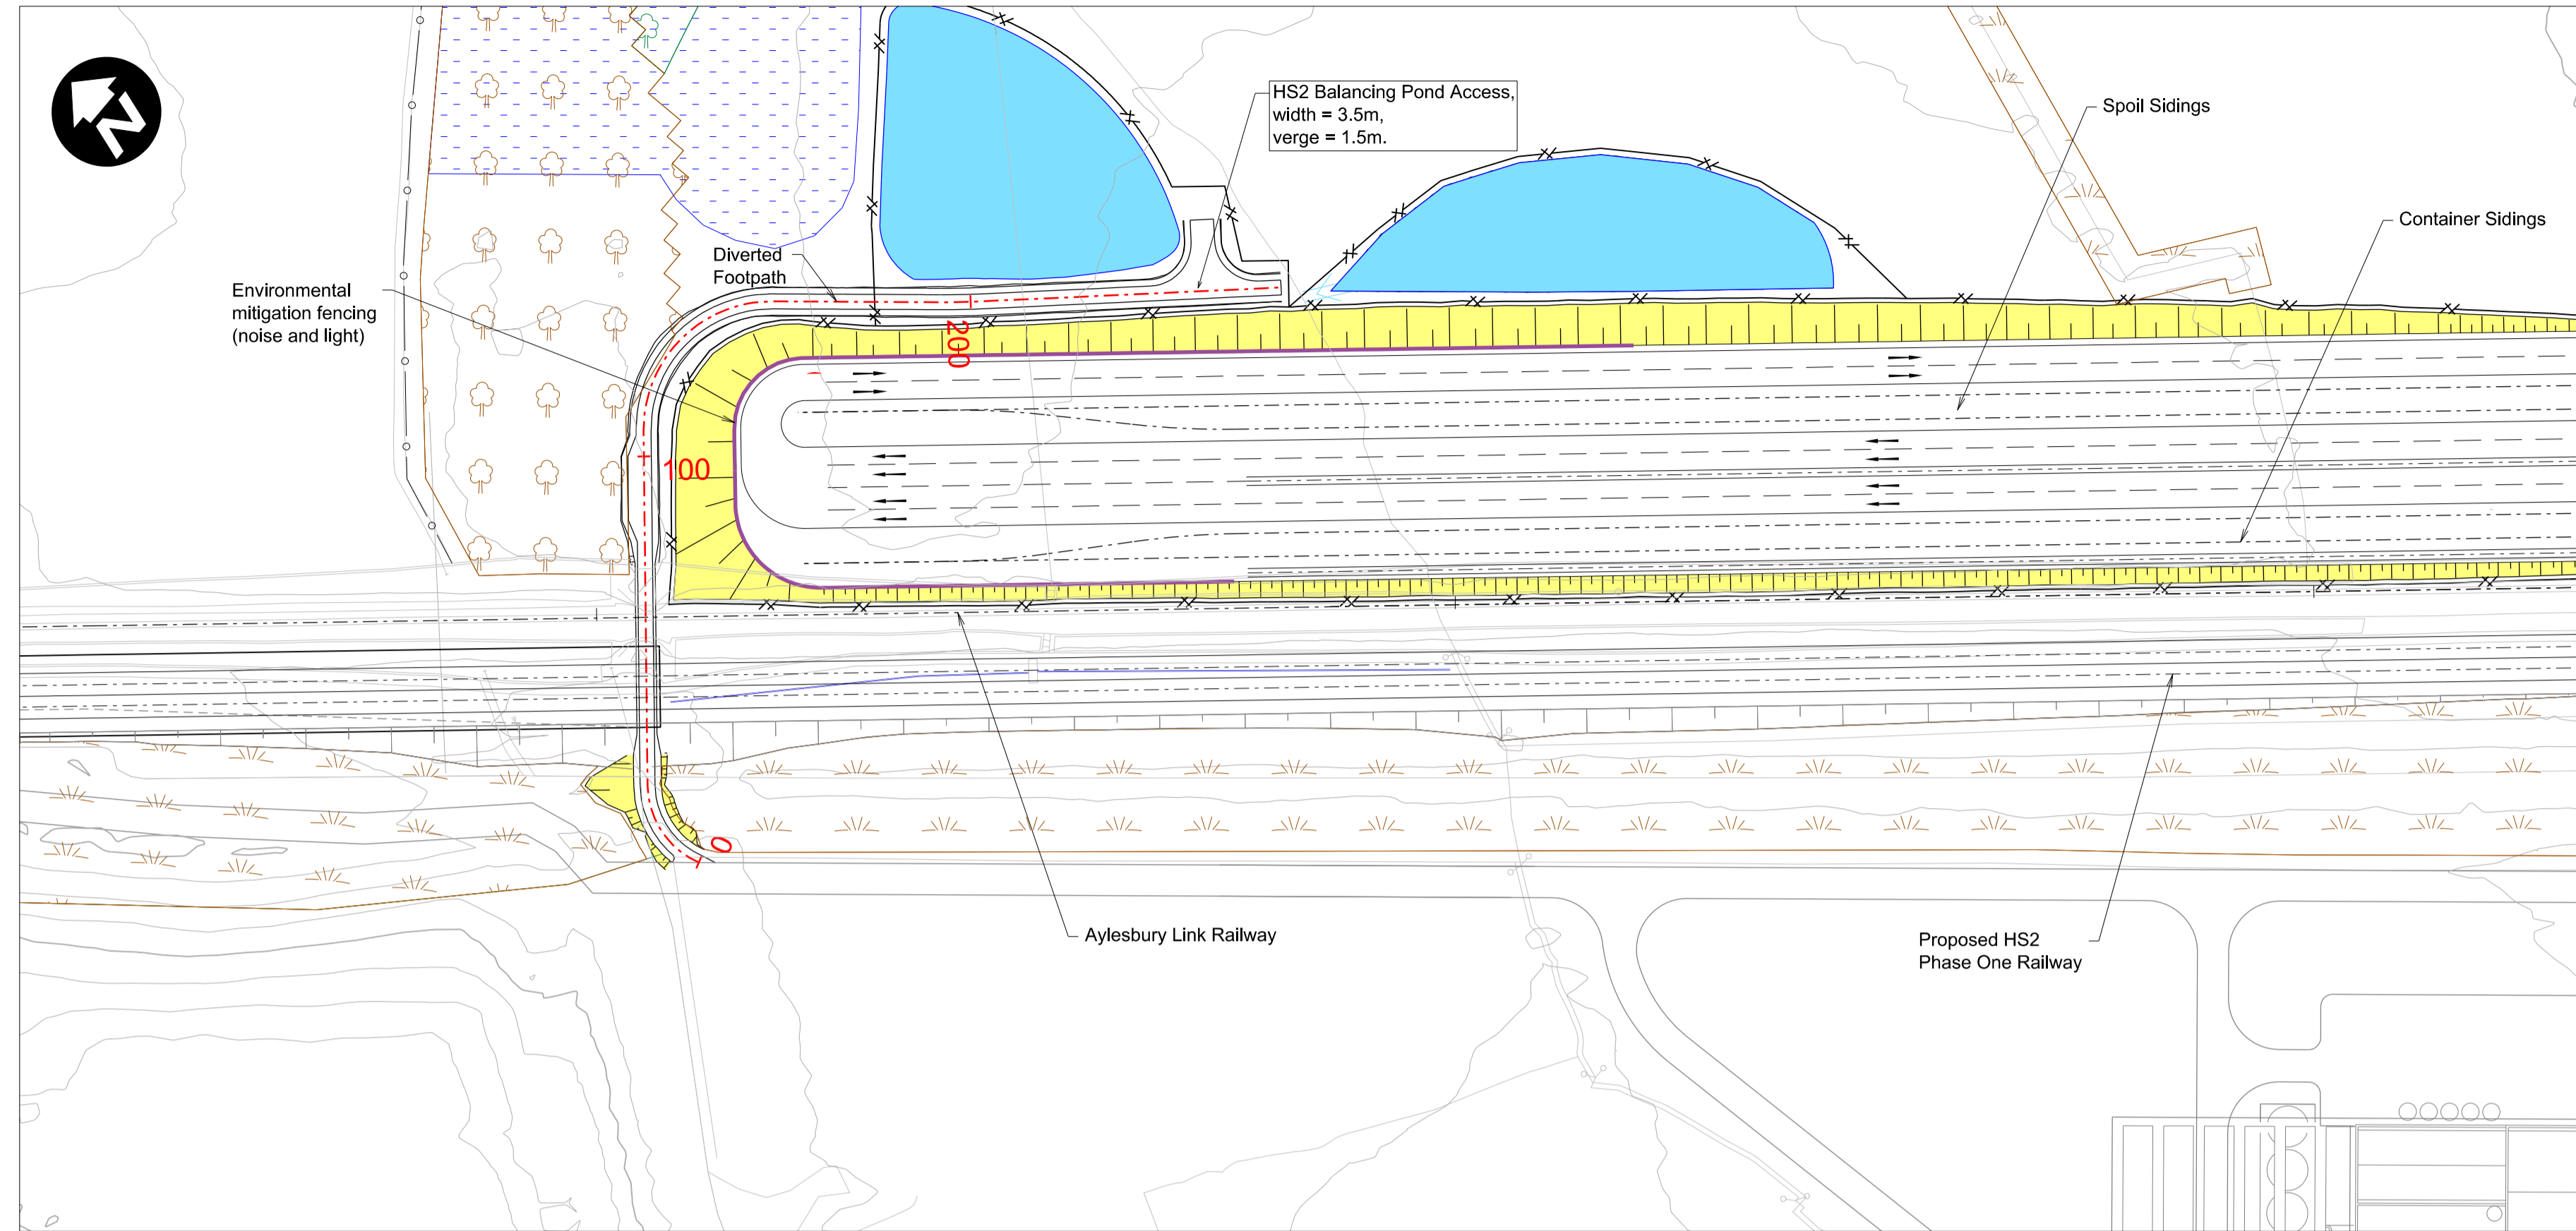 N
HS2 Balancing Pond Access,
width = 3.5m,
verge = 1.5m.
Spoil Sidings
Container Sidings
Diverted
Footpath
Environmental
mitigation fencing
(noise and light)
200
100
0
Aylesbury Link Railway
Proposed HS2
Phase One Railway